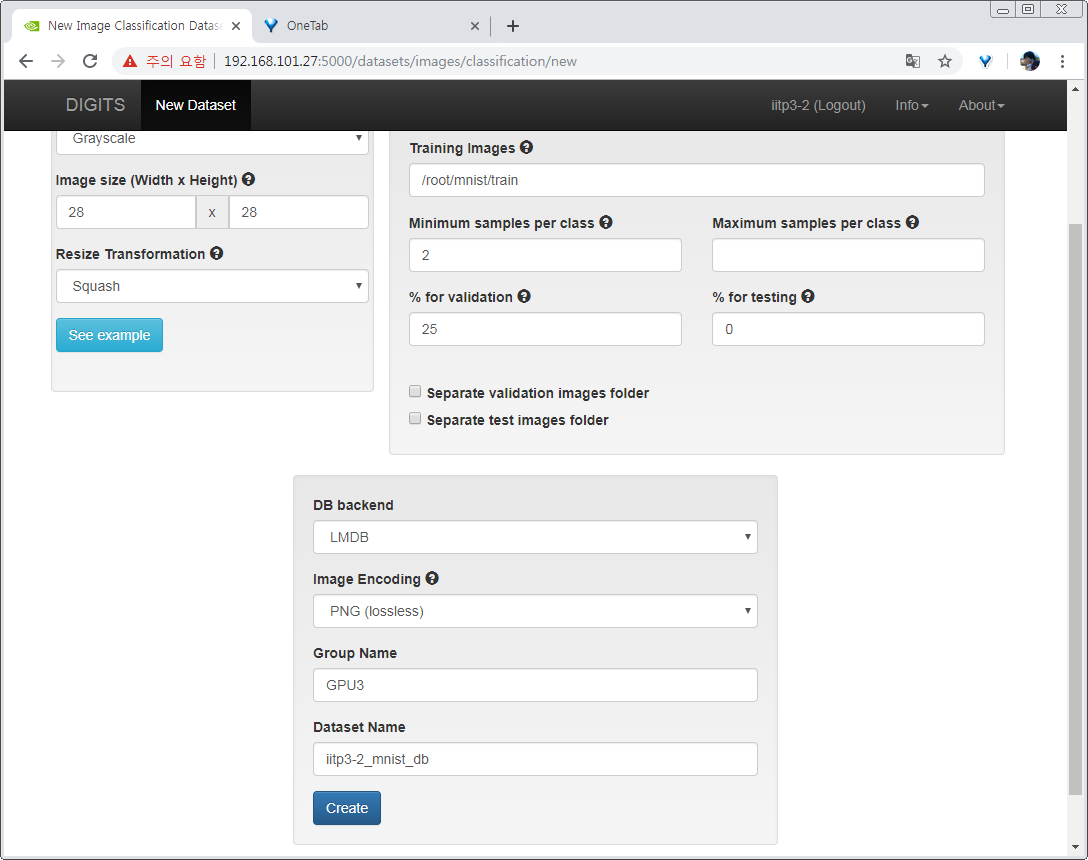 New Image Classification Datase
OneTab
주의 요함
192.168.101.27:5000/datasets/images/classification/new
DIGITS
New Dataset
iitp3-2 (Logout)
Info
About
Grayscale
Image size (Width x Height)
28
x
28
Resize Transformation
Squash
See example
Training Images
/root/mnist/train
Minimum samples per class
Maximum samples per class
2
% for validation
% for testing
25
0
Separate validation images folder
Separate test images folder
DB backend
LMDB
Image Encoding
PNG (lossless)
Group Name
GPU3
Dataset Name
iitp3-2_mnist_db
Create